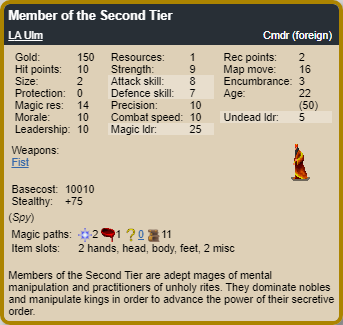 Member of the Second Tier
LA Ulm Cmdr (foreign)
Gold: 150 Resources: 1 Rec points: 2
Hit points: 10 Strength: 9 Map move: 16
Size: 2 Attack skill: 8 Encumbrance: 3
Protection: 0 Defence skill: 7 Age: 22
Magic res: 14 Precision: 10 (50)
Morale: 10 Combat speed: 10 Undead ldr: 5
Leadership: 10 Magic ldr: 25
Weapons:
Fist
Basecost: 10010
Stealthy: +75
(Spy)
Magic paths: 2 1 ? 0 11
Item slots: 2 hands, head, body, feet, 2 misc
Members of the Second Tier are adept mages of mental
manipulation and practitioners of unholy rites. They dominate nobles
and manipulate kings in order to advance the power of their secretive
order.